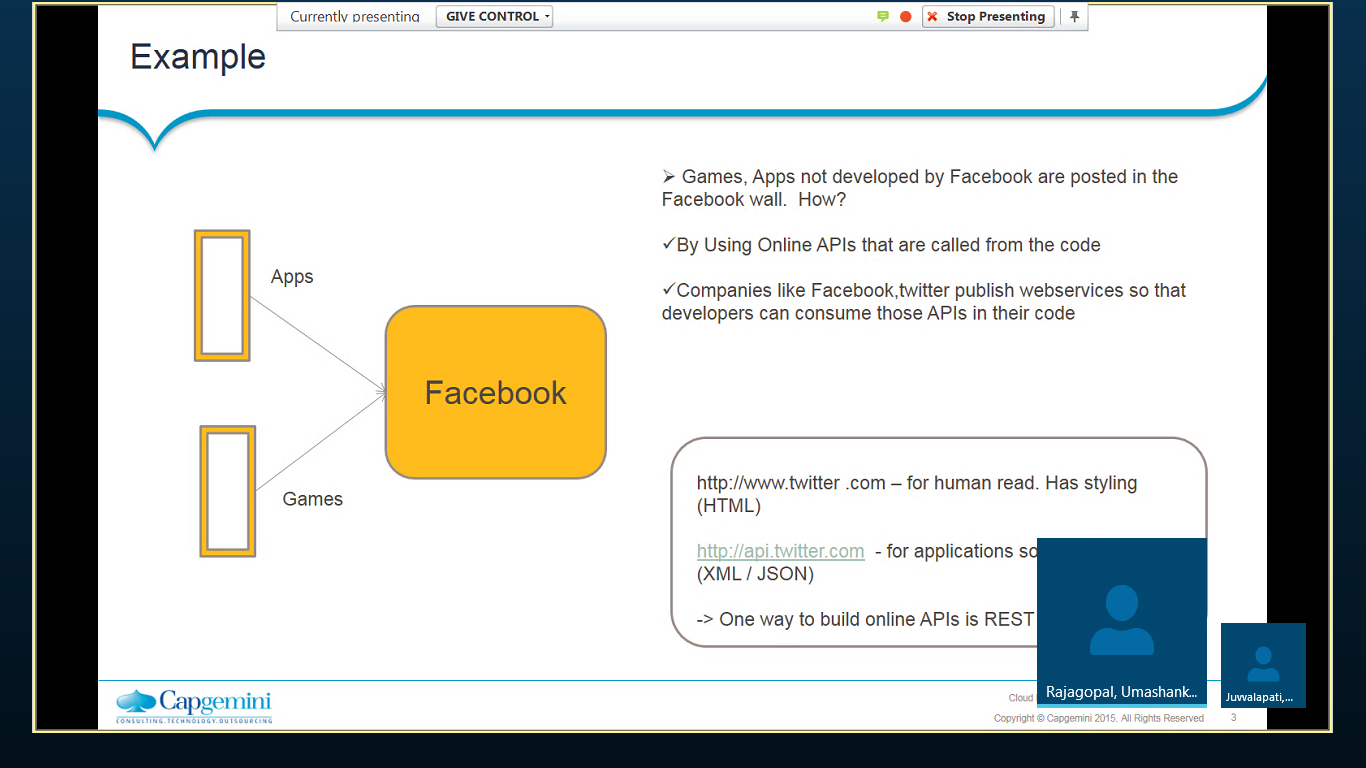 Currently presenting
GIVE CONTROL
Stop Presenting
Example
➢ Games, Apps not developed by Facebook are posted in the
Facebook wall.  How?
✓By Using Online APIs that are called from the code
✓Companies like Facebook,twitter publish webservices so that
developers can consume those APIs in their code
Apps
Facebook
Games
http://www.twitter .com – for human read. Has styling
(HTML)
http://api.twitter.com  - for applications
(XML / JSON)
-> One way to build online APIs is REST
Rajagopal, Umashank...
Juvvalapati,...
Capgemini
CONSULTING.TECHNOLOGY.OUTSOURCING
Cloud
Copyright © Capgemini 2015. All Rights Reserved
3